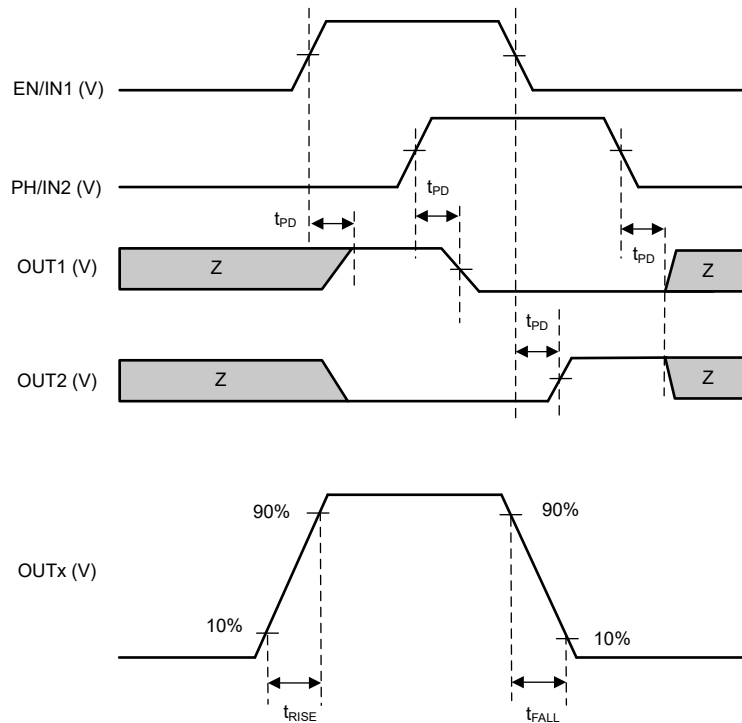 EN/IN1 (V)
PH/IN2 (V)
tPD
tPD
OUT1 (V)
Z
tPD
Z
tPD
OUT2 (V)
Z
Z
90%
90%
OUTx (V)
10%
10%
tRISE
tFALL